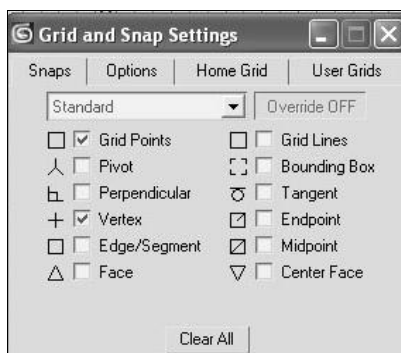 Grid and Snap Settings
Snaps Options Home Grid User Grids
Standard Override OFF
Grid Points Grid Lines
Pivot Bounding Box
Perpendicular Tangent
Vertex Endpoint
Edge/Segment Midpoint
Face Center Face
Clear All